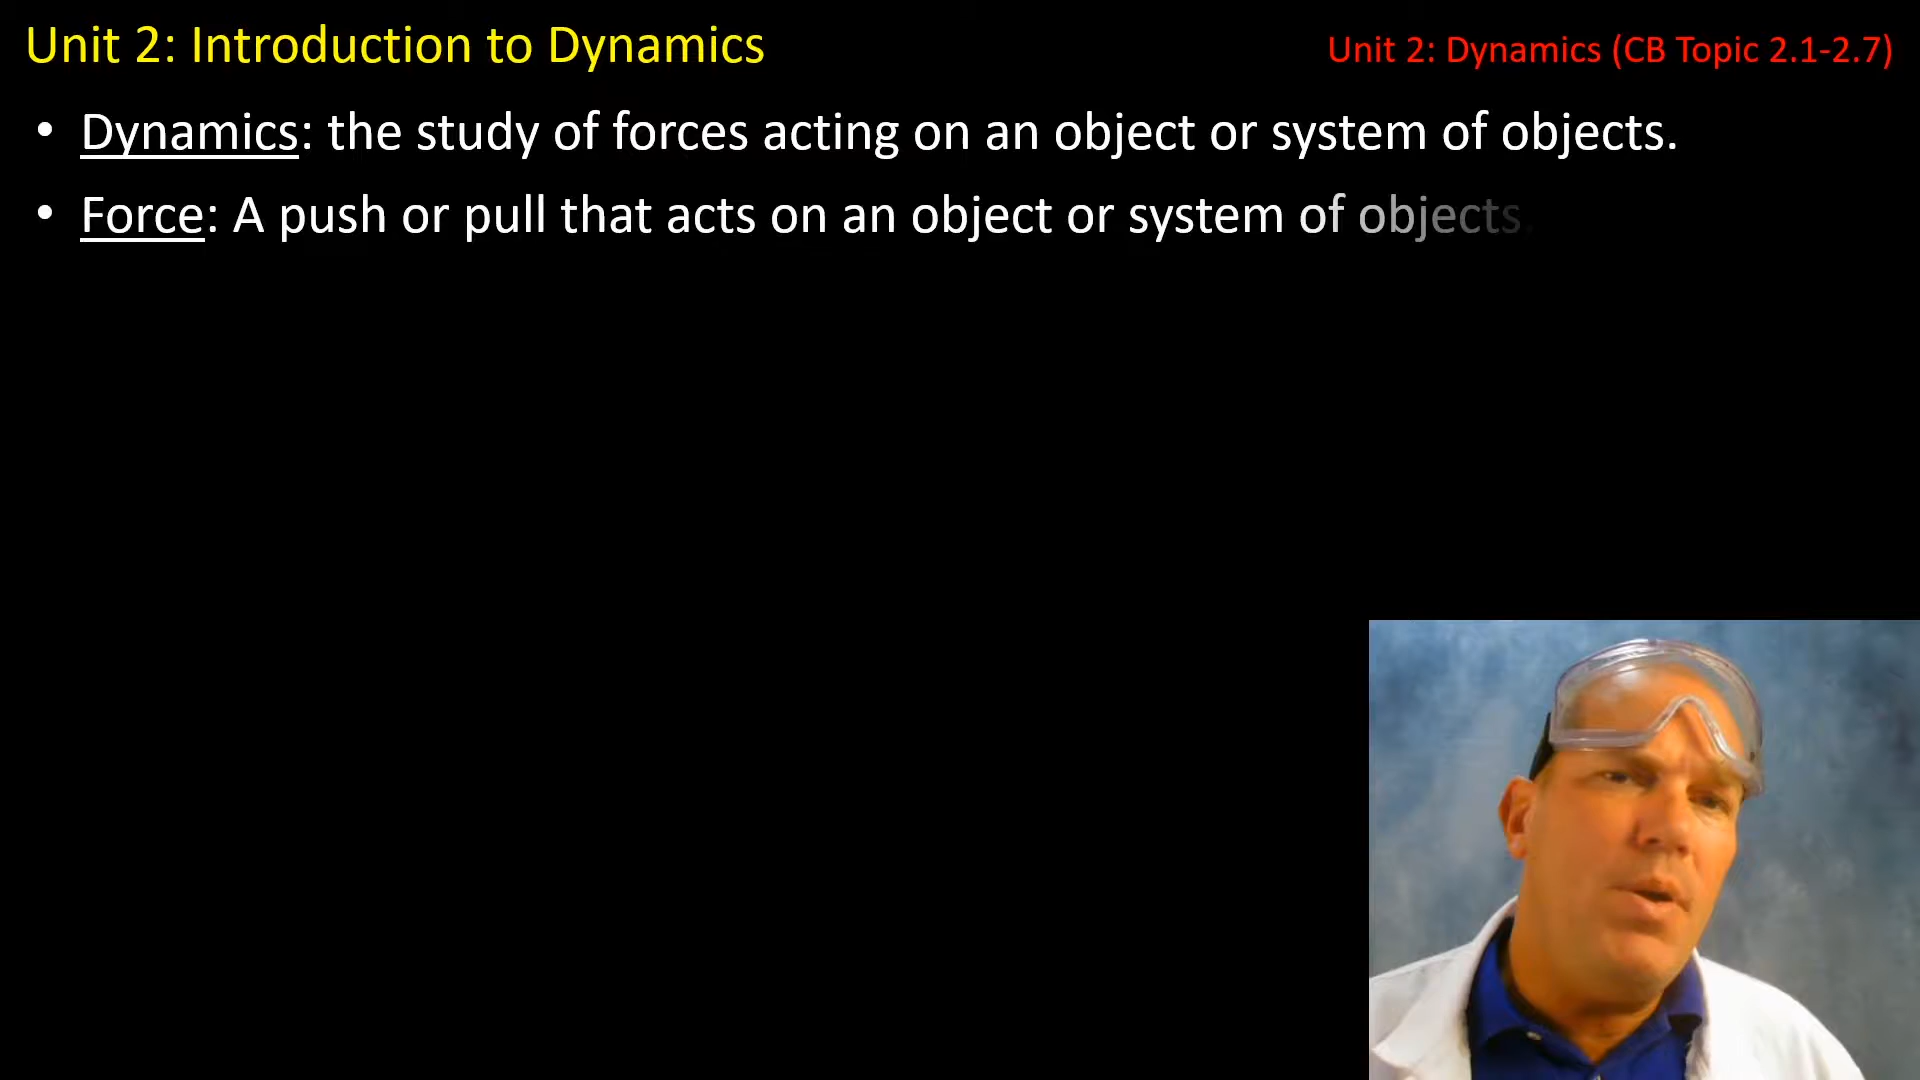 Unit 2: Introduction to Dynamics
Unit 2: Dynamics (CB Topic 2.1-2.7)
• Dynamics: the study of forces acting on an object or system of objects.
• Force: A push or pull that acts on an object or system of objects.